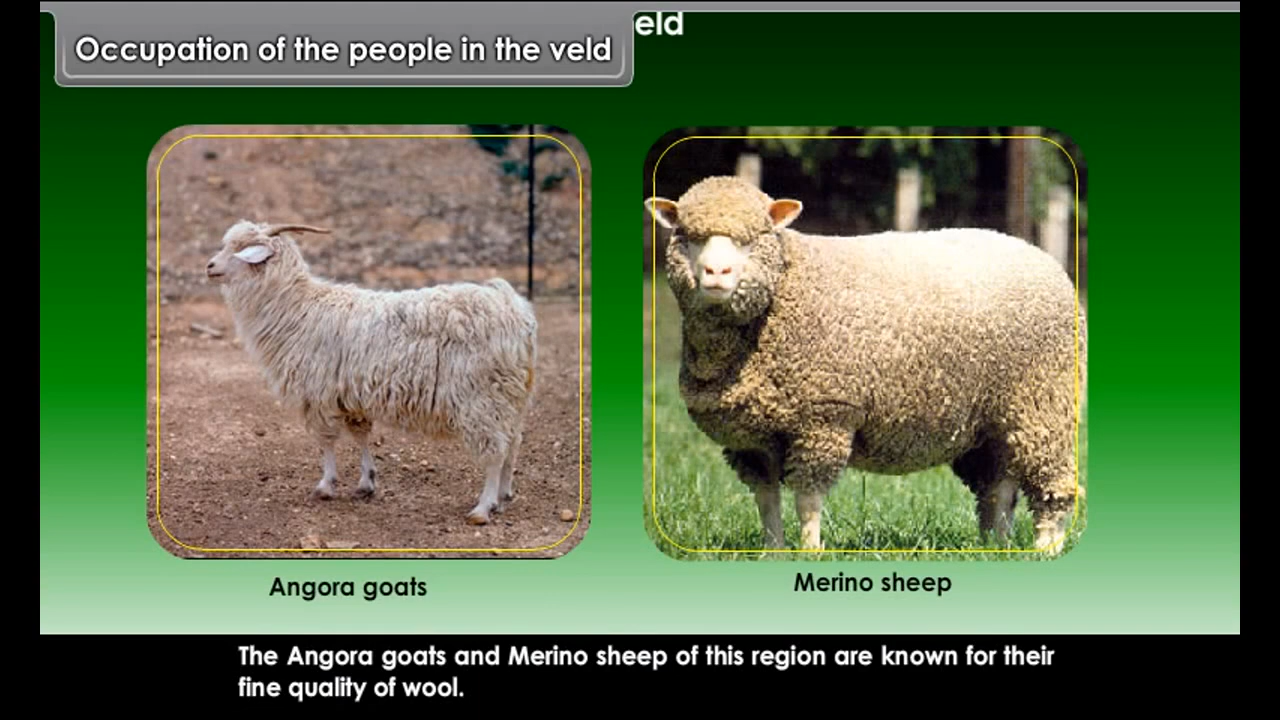 Occupation of the people in the veld
eld
Angora goats
Merino sheep
The Angora goats and Merino sheep of this region are known for their
fine quality of wool.